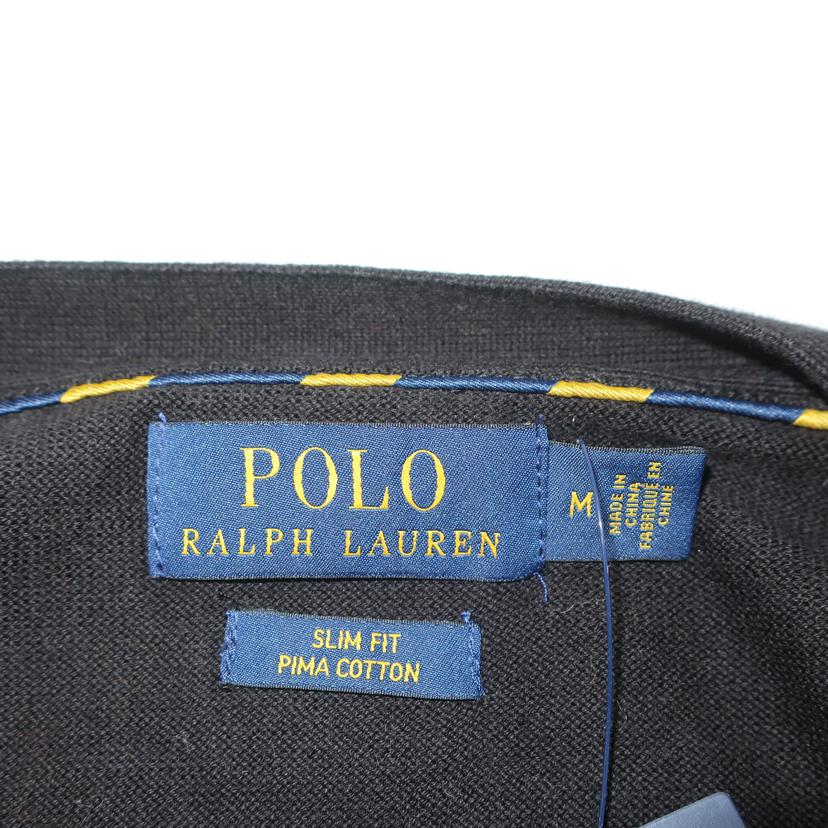 POLO
RALPH LAUREN
M
MADE IN
CHINA
FABRIQUÉ EN
CHINE
SLIM FIT
PIMA COTTON